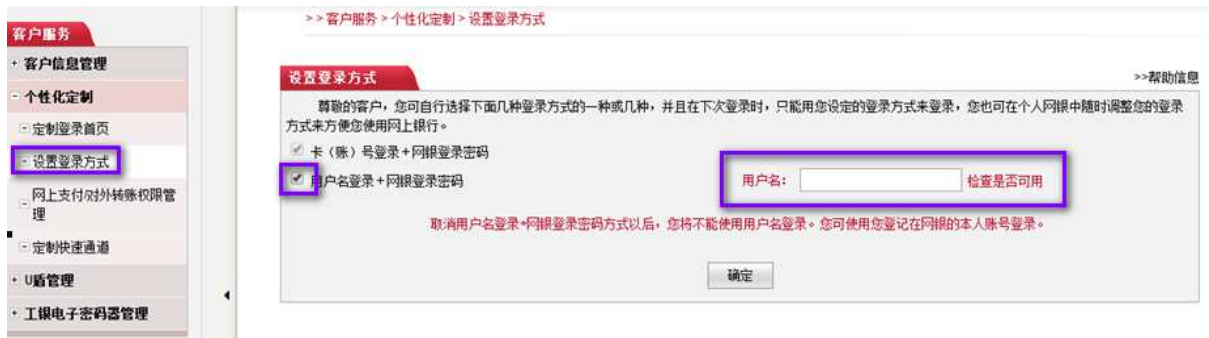 >>客户服务>个性化定制>设置登录方式
客户服务
+ 客户信息管理
- 个性化定制
定制登录首页
设置登录方式
网上支付/对外转账权限管
理
定制快速通道
+ U盾管理
+ 工银电子密码器管理
设置登录方式
>>帮助信息
尊敬的客户，您可自行选择下面几种登录方式的一种或几种，并且在下次登录时，只能用您设定的登录方式来登录，您也可在个人网银中随时调整您的登录
方式来方便您使用网上银行。
卡（账）号登录+网银登录密码
用户名登录+网银登录密码 用户名： 检查是否可用
取消用户名登录+网银登录密码方式以后，您将不能使用用户名登录。您可使用您登记在网银的本人账号登录。
确定